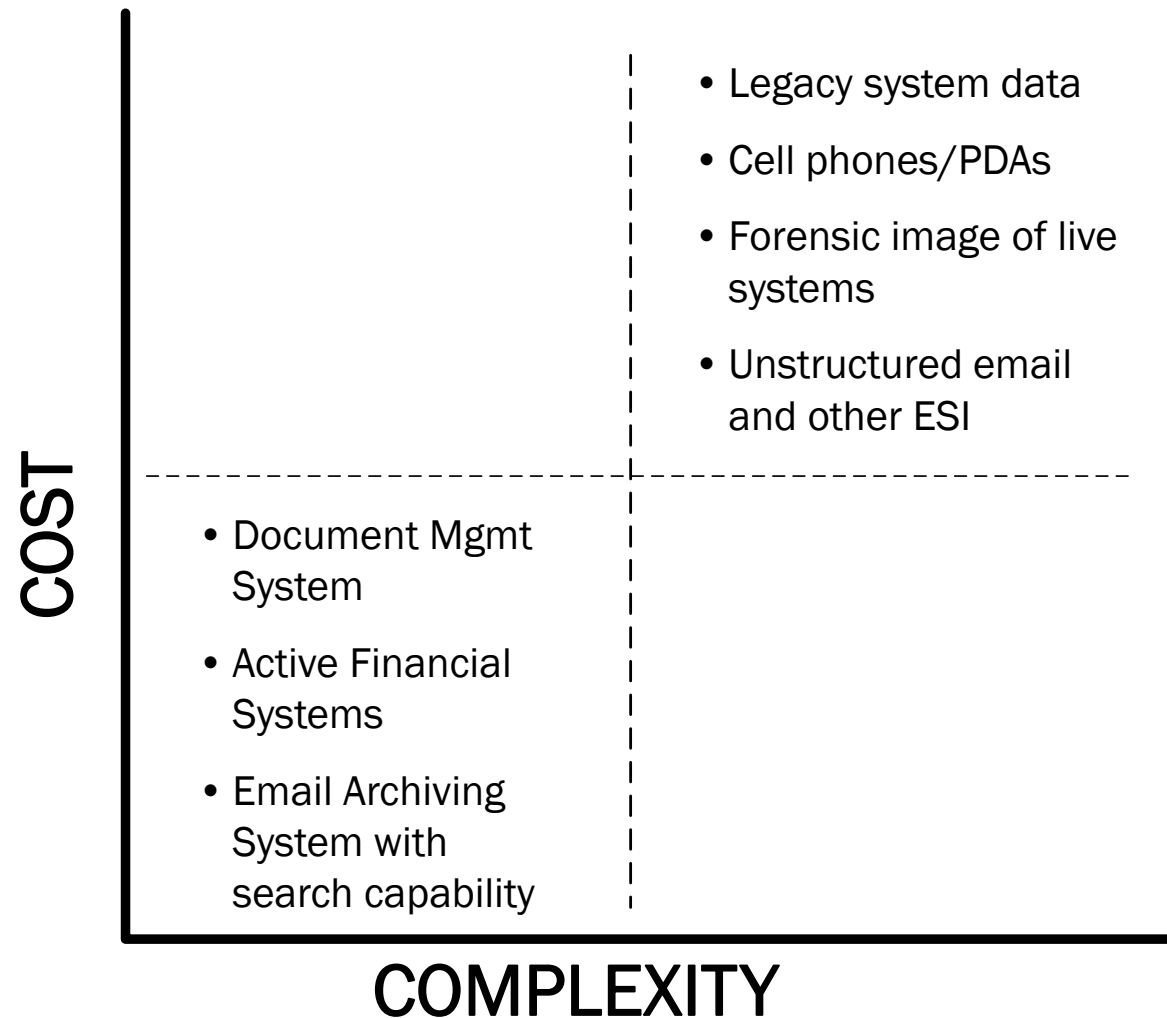 • Legacy system data
• Cell phones/PDAs
• Forensic image of live
systems
• Unstructured email
and other ESI
COST
• Document Mgmt
System
• Active Financial
Systems
• Email Archiving
System with
search capability
COMPLEXITY